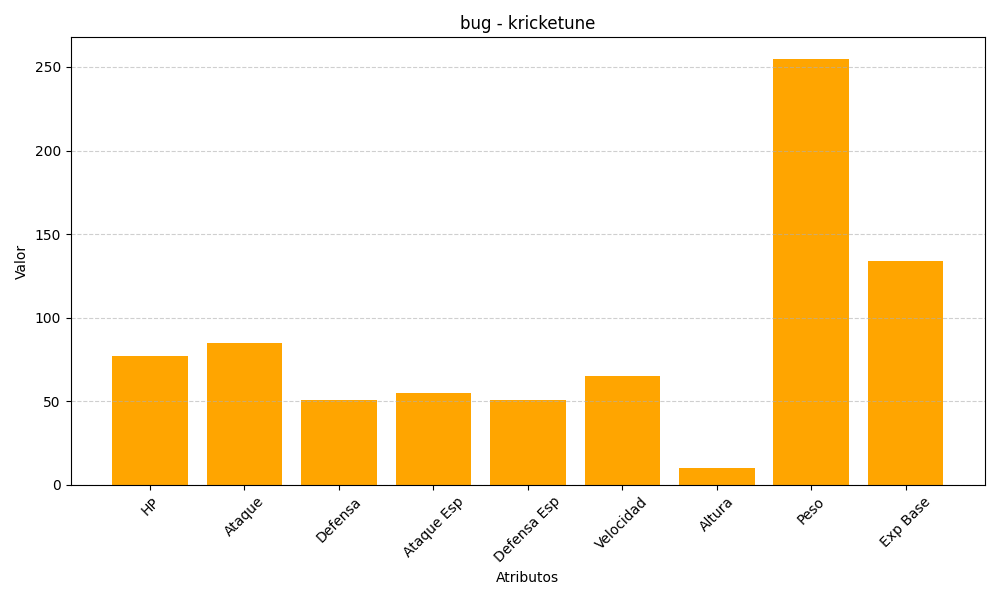 bug - kricketune
Valor
250
200
150
100
50
0
HP
Ataque
Defensa
Ataque Esp
Defensa Esp
Velocidad
Altura
Peso
Exp Base
Atributos